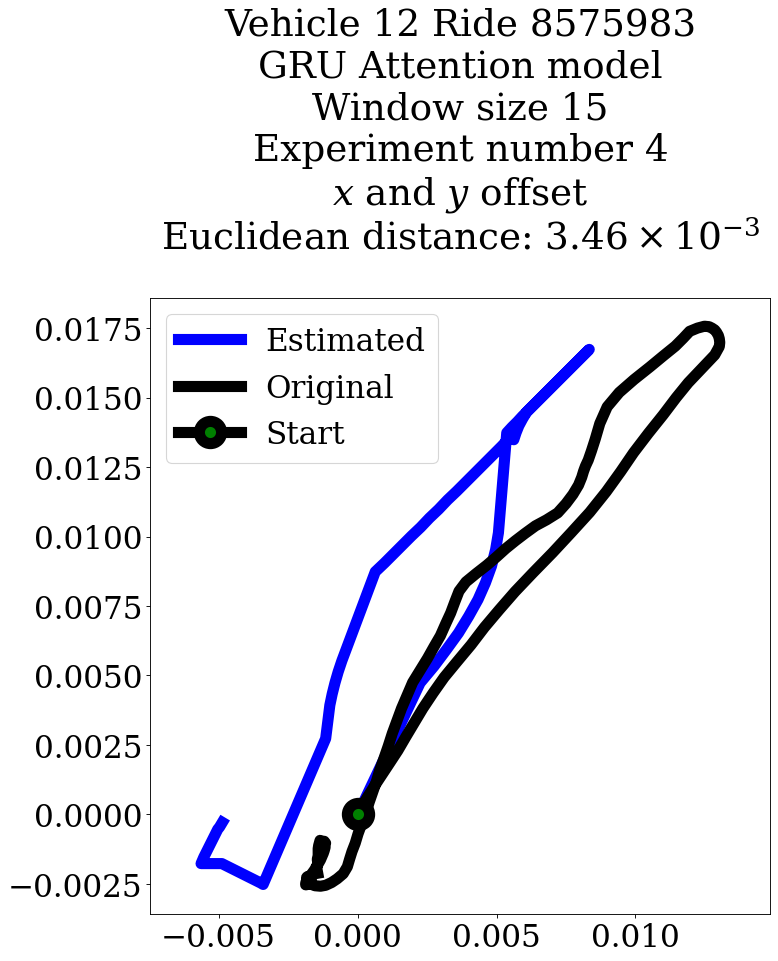 Vehicle 12 Ride 8575983
GRU Attention model
Window size 15
Experiment number 4
x and y offset
Euclidean distance: 3.46 × 10⁻³
Estimated
Original
Start
0.0175
0.0150
0.0125
0.0100
0.0075
0.0050
0.0025
0.0000
−0.0025
−0.005 0.000 0.005 0.010